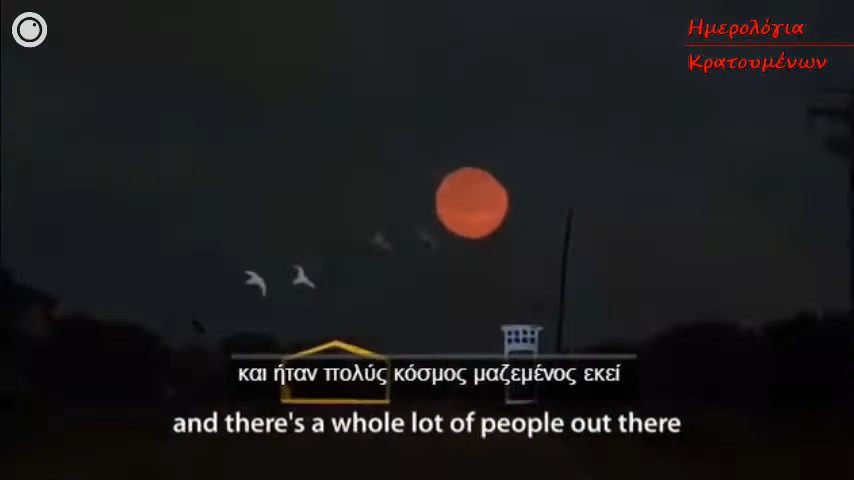 Ημερολόγια
Κρατουμένων
και ήταν πολύς κόσμος μαζεμένος εκεί
and there's a whole lot of people out there